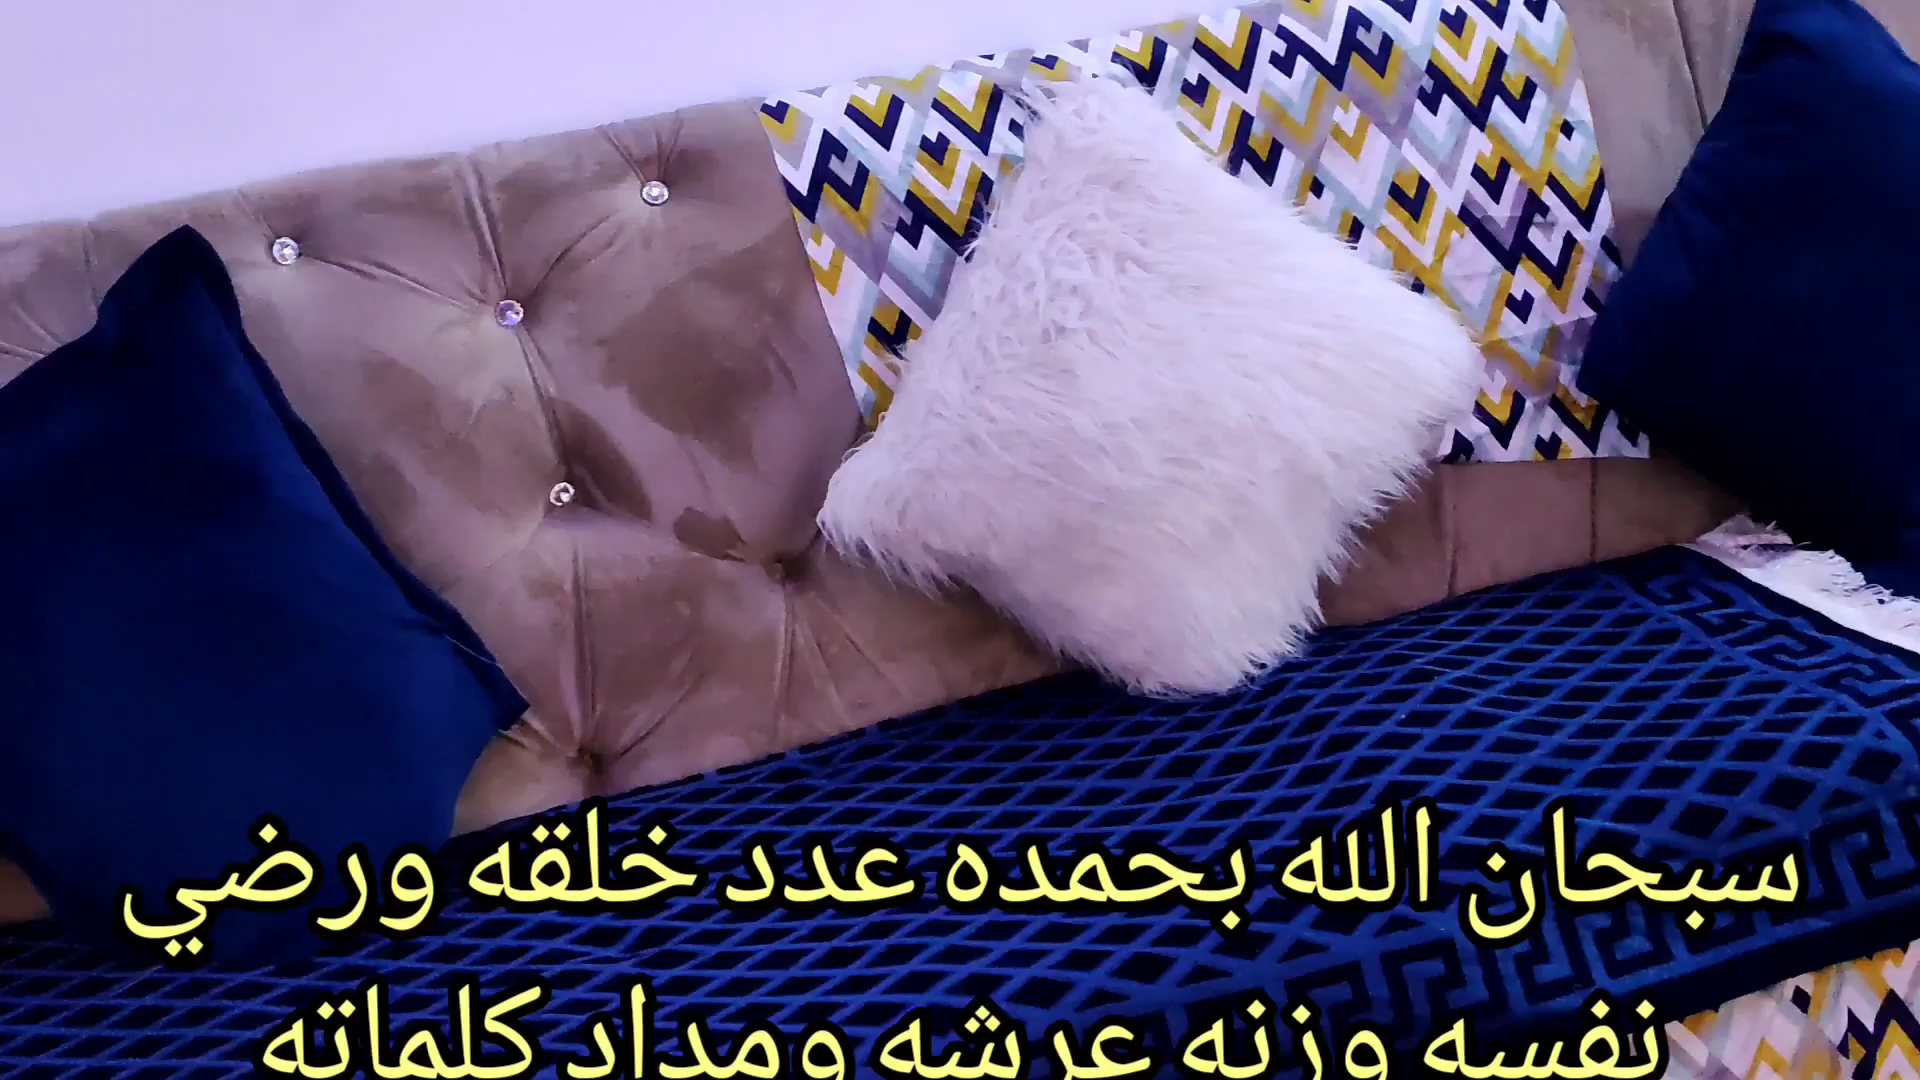 سبحان الله بحمده عدد خلقه ورضي
نفسه وزنه عرشه ومداد كلماته